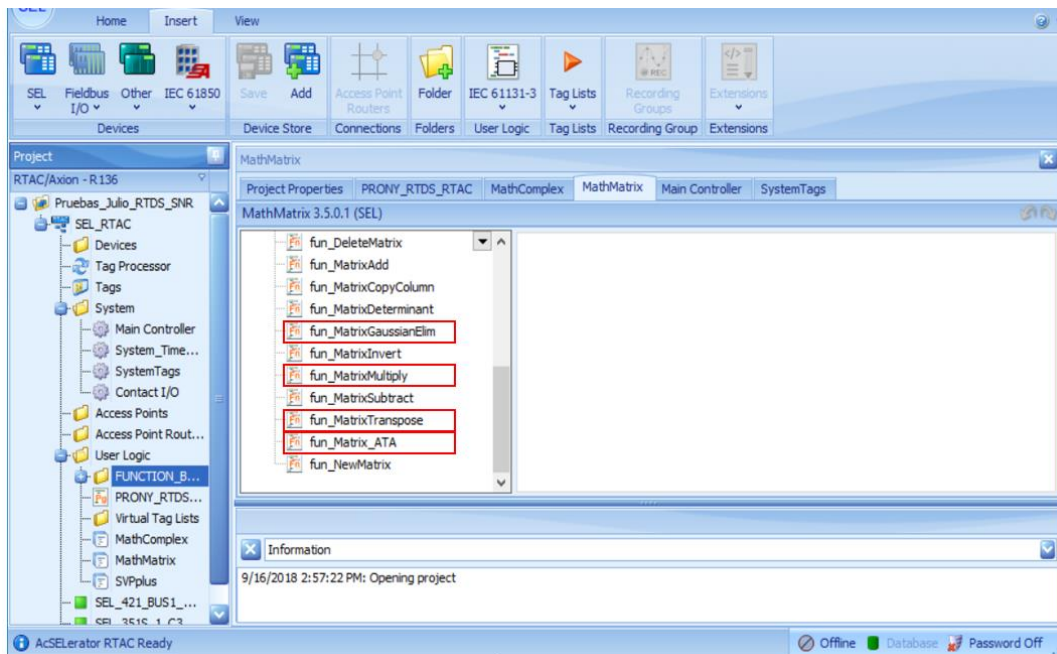 SEL
Home Insert View
SEL Fieldbus I/O Other IEC 61850 Save Add Access Point Routers Folder IEC 61131-3 Tag Lists Recording Groups Extensions
REC
Devices Device Store Connections Folders User Logic Tag Lists Recording Group Extensions
Project
RTAC/Axion - R136
Pruebas_Julio_RTDS_SNR
SEL_RTAC
Devices
Tag Processor
Tags
System
Main Controller
System_Time...
SystemTags
Contact I/O
Access Points
Access Point Rout...
User Logic
FUNCTION_B...
PRONY_RTDS...
Virtual Tag Lists
MathComplex
MathMatrix
SVPplus
SEL_421_BUS1_...
SEL_351S_1_C3
MathMatrix
Project Properties PRONY_RTDS_RTAC MathComplex MathMatrix Main Controller SystemTags
MathMatrix 3.5.0.1 (SEL)
fun_DeleteMatrix
fun_MatrixAdd
fun_MatrixCopyColumn
fun_MatrixDeterminant
fun_MatrixGaussianElim
fun_MatrixInvert
fun_MatrixMultiply
fun_MatrixSubtract
fun_MatrixTranspose
fun_Matrix_ATA
fun_NewMatrix
Information
9/16/2018 2:57:22 PM: Opening project
AcSELerator RTAC Ready Offline Database Password Off